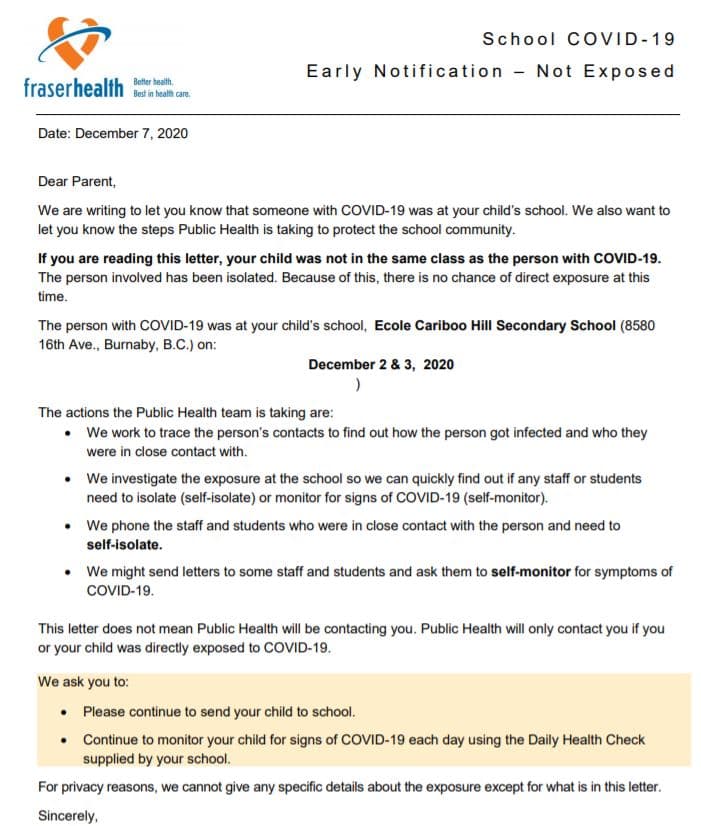 School COVID-19
Early Notification – Not Exposed
fraserhealth
Better health.
Best in health care.
Date: December 7, 2020
Dear Parent,
We are writing to let you know that someone with COVID-19 was at your child's school. We also want to
let you know the steps Public Health is taking to protect the school community.
If you are reading this letter, your child was not in the same class as the person with COVID-19.
The person involved has been isolated. Because of this, there is no chance of direct exposure at this
time.
The person with COVID-19 was at your child's school, Ecole Cariboo Hill Secondary School (8580
16th Ave., Burnaby, B.C.) on:
December 2 & 3, 2020
)
The actions the Public Health team is taking are:
• We work to trace the person's contacts to find out how the person got infected and who they
were in close contact with.
• We investigate the exposure at the school so we can quickly find out if any staff or students
need to isolate (self-isolate) or monitor for signs of COVID-19 (self-monitor).
• We phone the staff and students who were in close contact with the person and need to
self-isolate.
• We might send letters to some staff and students and ask them to self-monitor for symptoms of
COVID-19.
This letter does not mean Public Health will be contacting you. Public Health will only contact you if you
or your child was directly exposed to COVID-19.
We ask you to:
• Please continue to send your child to school.
• Continue to monitor your child for signs of COVID-19 each day using the Daily Health Check
supplied by your school.
For privacy reasons, we cannot give any specific details about the exposure except for what is in this letter.
Sincerely,